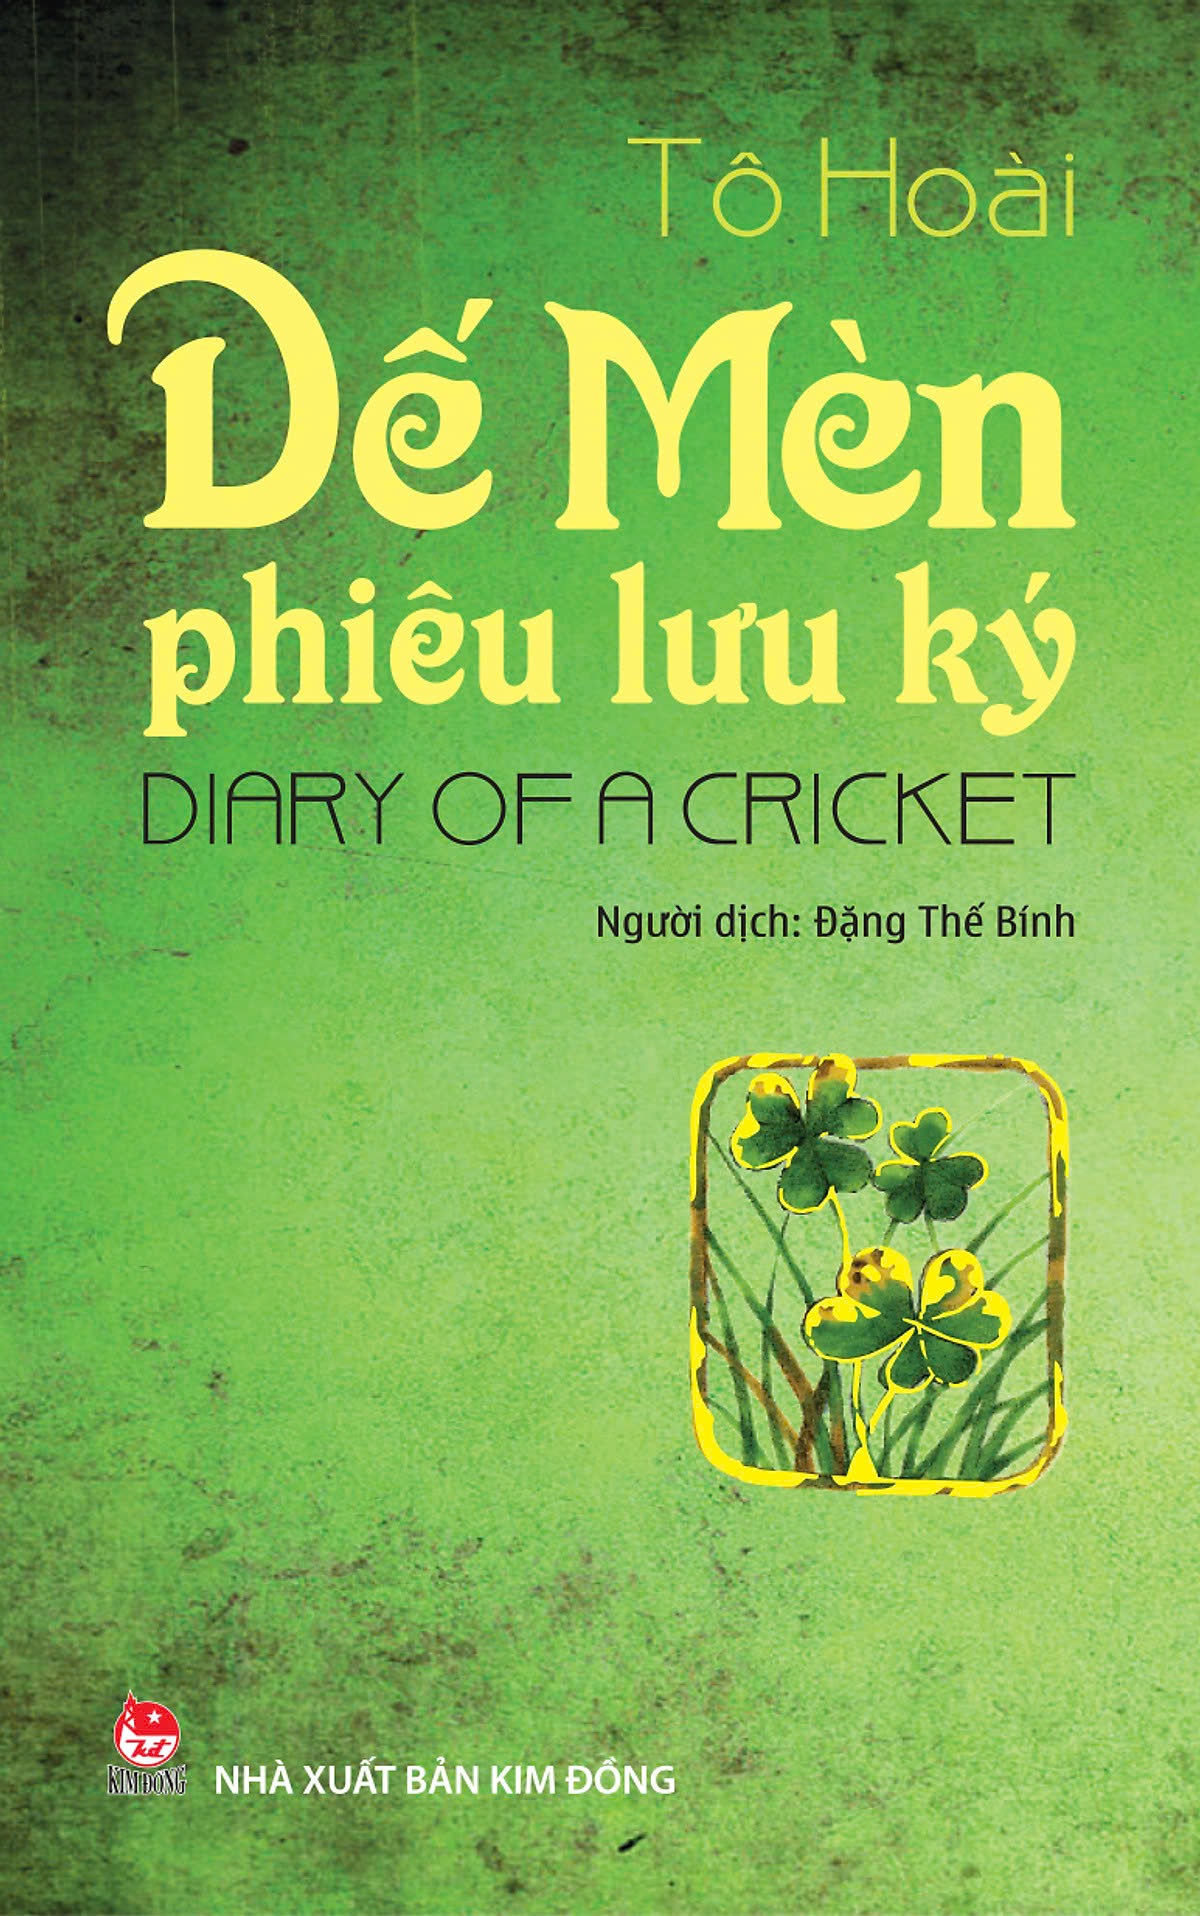 Tô Hoài
Dế Mèn
phiêu lưu ký
DIARY OF A CRICKET
Người dịch: Đặng Thế Bính
kđ
KIM ĐỒNG
NHÀ XUẤT BẢN KIM ĐỒNG